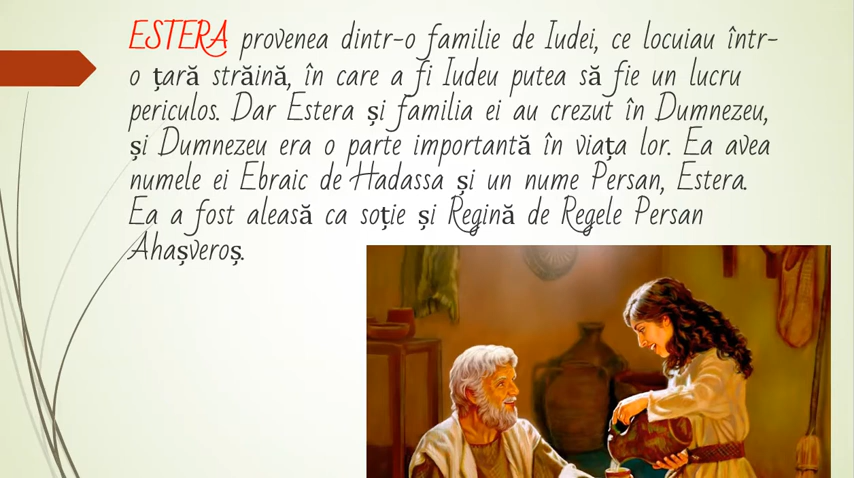 ESTERA provenea dintr-o familie de Iudei, ce locuiau într-
o țară străină, în care a fi Iudeu putea să fie un lucru
periculos. Dar Estera și familia ei au crezut în Dumnezeu,
și Dumnezeu era o parte importantă în viața lor. Ea avea
numele ei Ebraic de Hadassa și un nume Persan, Estera.
Ea a fost aleasă ca soție și Regină de Regele Persan
Ahașveroș.